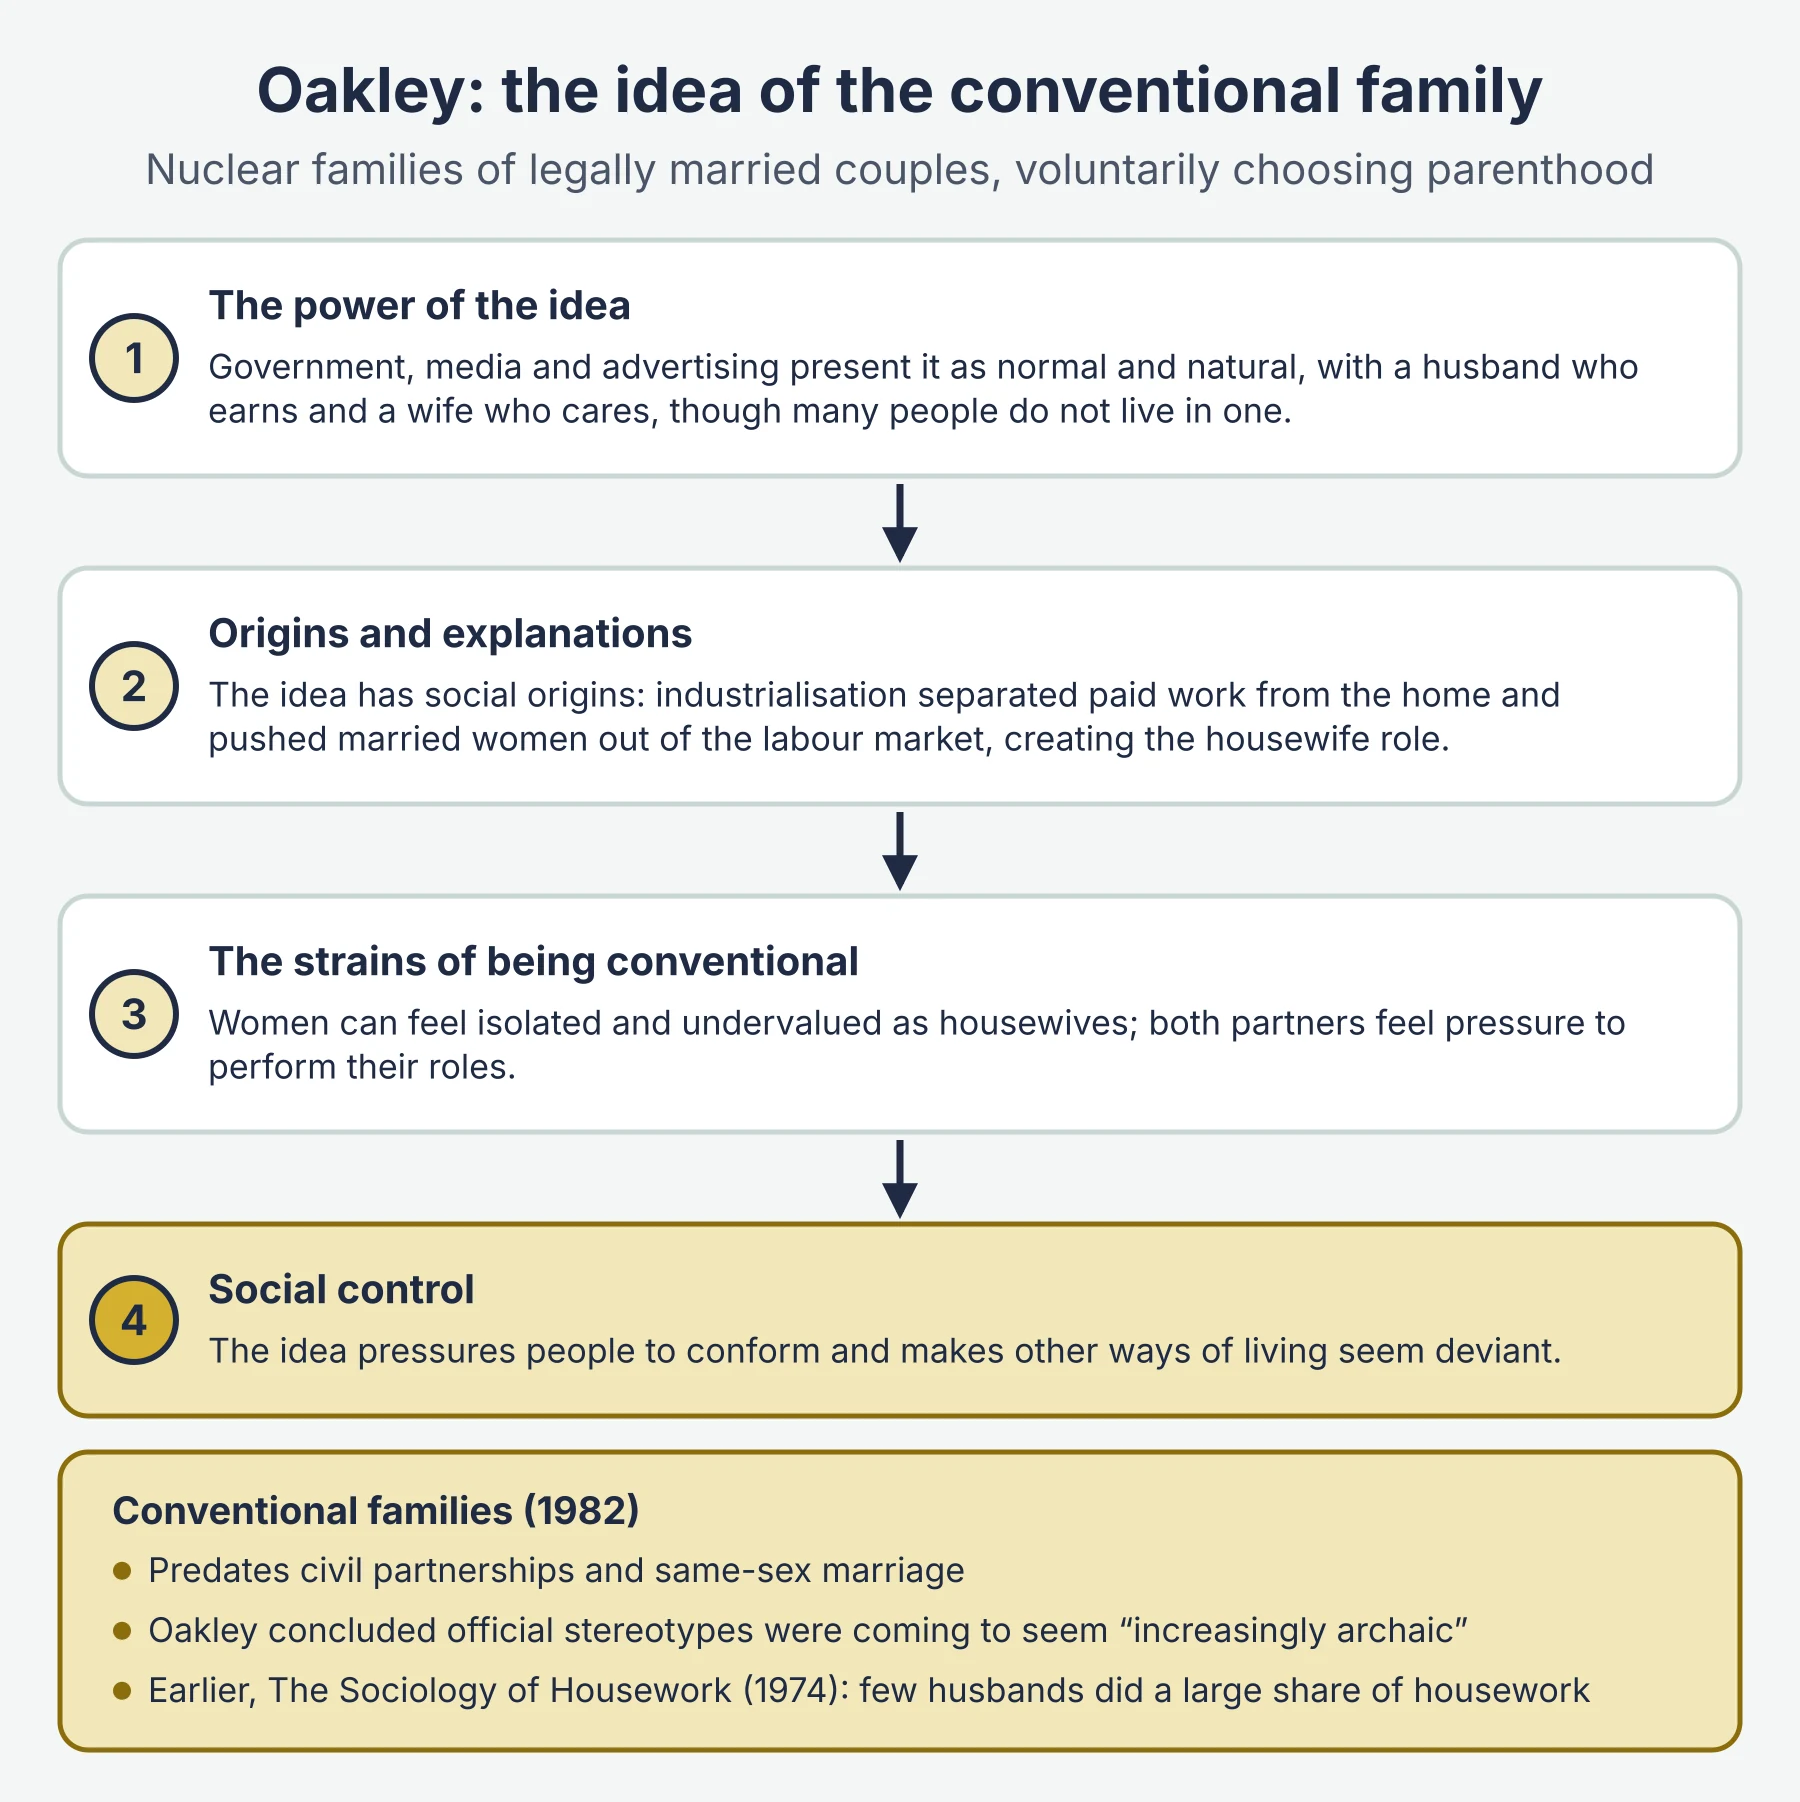 Oakley: the idea of the conventional family
Nuclear families of legally married couples, voluntarily choosing parenthood
1
The power of the idea
Government, media and advertising present it as normal and natural, with a husband who
earns and a wife who cares, though many people do not live in one.
2
Origins and explanations
The idea has social origins: industrialisation separated paid work from the home and
pushed married women out of the labour market, creating the housewife role.
3
The strains of being conventional
Women can feel isolated and undervalued as housewives; both partners feel pressure to
perform their roles.
4
Social control
The idea pressures people to conform and makes other ways of living seem deviant.
Conventional families (1982)
● Predates civil partnerships and same-sex marriage
● Oakley concluded official stereotypes were coming to seem “increasingly archaic”
● Earlier, The Sociology of Housework (1974): few husbands did a large share of housework